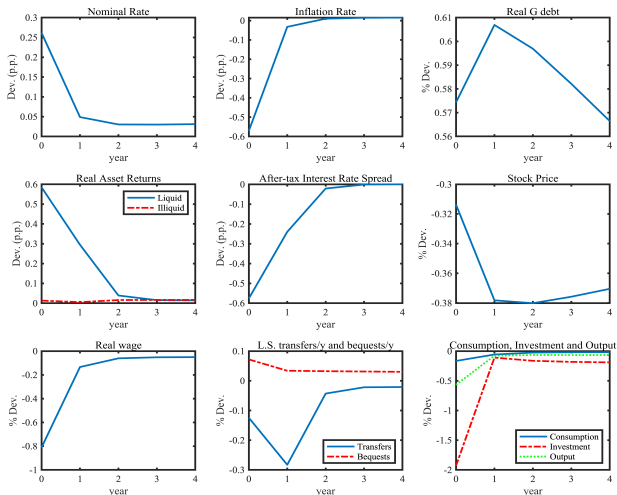 Nominal Rate
Dev. (p.p.)
0.3
0.25
0.2
0.15
0.1
0.05
0
0 1 2 3 4
year
Inflation Rate
Dev. (p.p.)
0
-0.1
-0.2
-0.3
-0.4
-0.5
-0.6
0 1 2 3 4
year
Real G debt
% Dev.
0.61
0.6
0.59
0.58
0.57
0.56
0 1 2 3 4
year
Real Asset Returns
Dev. (p.p.)
0.6
0.5
0.4
0.3
0.2
0.1
0
Liquid
Illiquid
0 1 2 3 4
year
After-tax Interest Rate Spread
Dev. (p.p.)
0
-0.1
-0.2
-0.3
-0.4
-0.5
-0.6
0 1 2 3 4
year
Stock Price
% Dev.
-0.3
-0.32
-0.34
-0.36
-0.38
0 1 2 3 4
year
Real wage
% Dev.
0
-0.2
-0.4
-0.6
-0.8
-1
0 1 2 3 4
year
L.S. transfers/y and bequests/y
% Dev.
0.1
0
-0.1
-0.2
-0.3
Transfers
Bequests
0 1 2 3 4
year
Consumption, Investment and Output
% Dev.
0
-0.5
-1
-1.5
-2
Consumption
Investment
Output
0 1 2 3 4
year